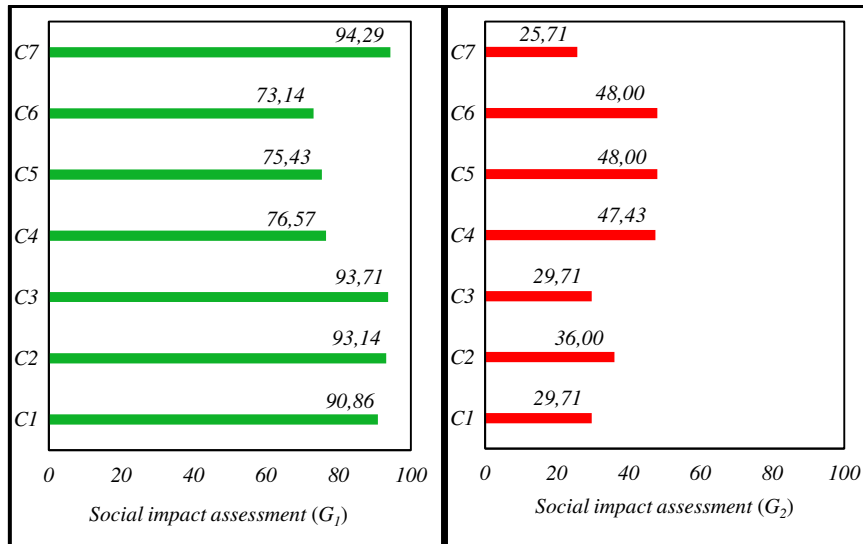 C7
94,29
C6
73,14
C5
75,43
C4
76,57
C3
93,71
C2
93,14
C1
90,86
0 20 40 60 80 100
Social impact assessment (G1)
C7
25,71
C6
48,00
C5
48,00
C4
47,43
C3
29,71
C2
36,00
C1
29,71
0 20 40 60 80 100
Social impact assessment (G2)